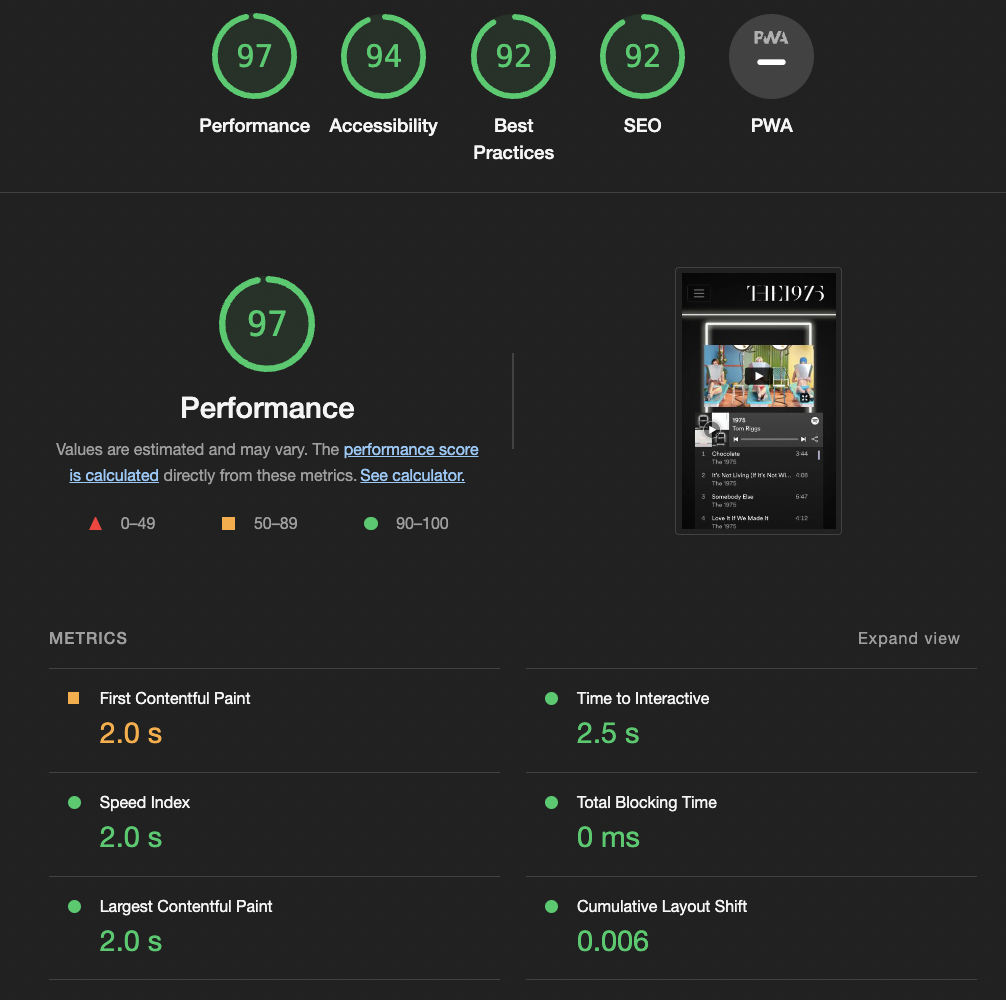 97
94
92
92
PWA
Performance
Accessibility
Best
Practices
SEO
PWA
97
Performance
Values are estimated and may vary. The performance score
is calculated directly from these metrics. See calculator.
0–49
50–89
90–100
THE1975
1975
Tom Riggs
1 Chocolate 3:44
The 1975
2 It's Not Living (If It's Not Wi... 4:08
The 1975
3 Somebody Else 5:47
The 1975
4 Love It If We Made It 4:12
The 1975
METRICS
Expand view
First Contentful Paint
2.0 s
Time to Interactive
2.5 s
Speed Index
2.0 s
Total Blocking Time
0 ms
Largest Contentful Paint
2.0 s
Cumulative Layout Shift
0.006